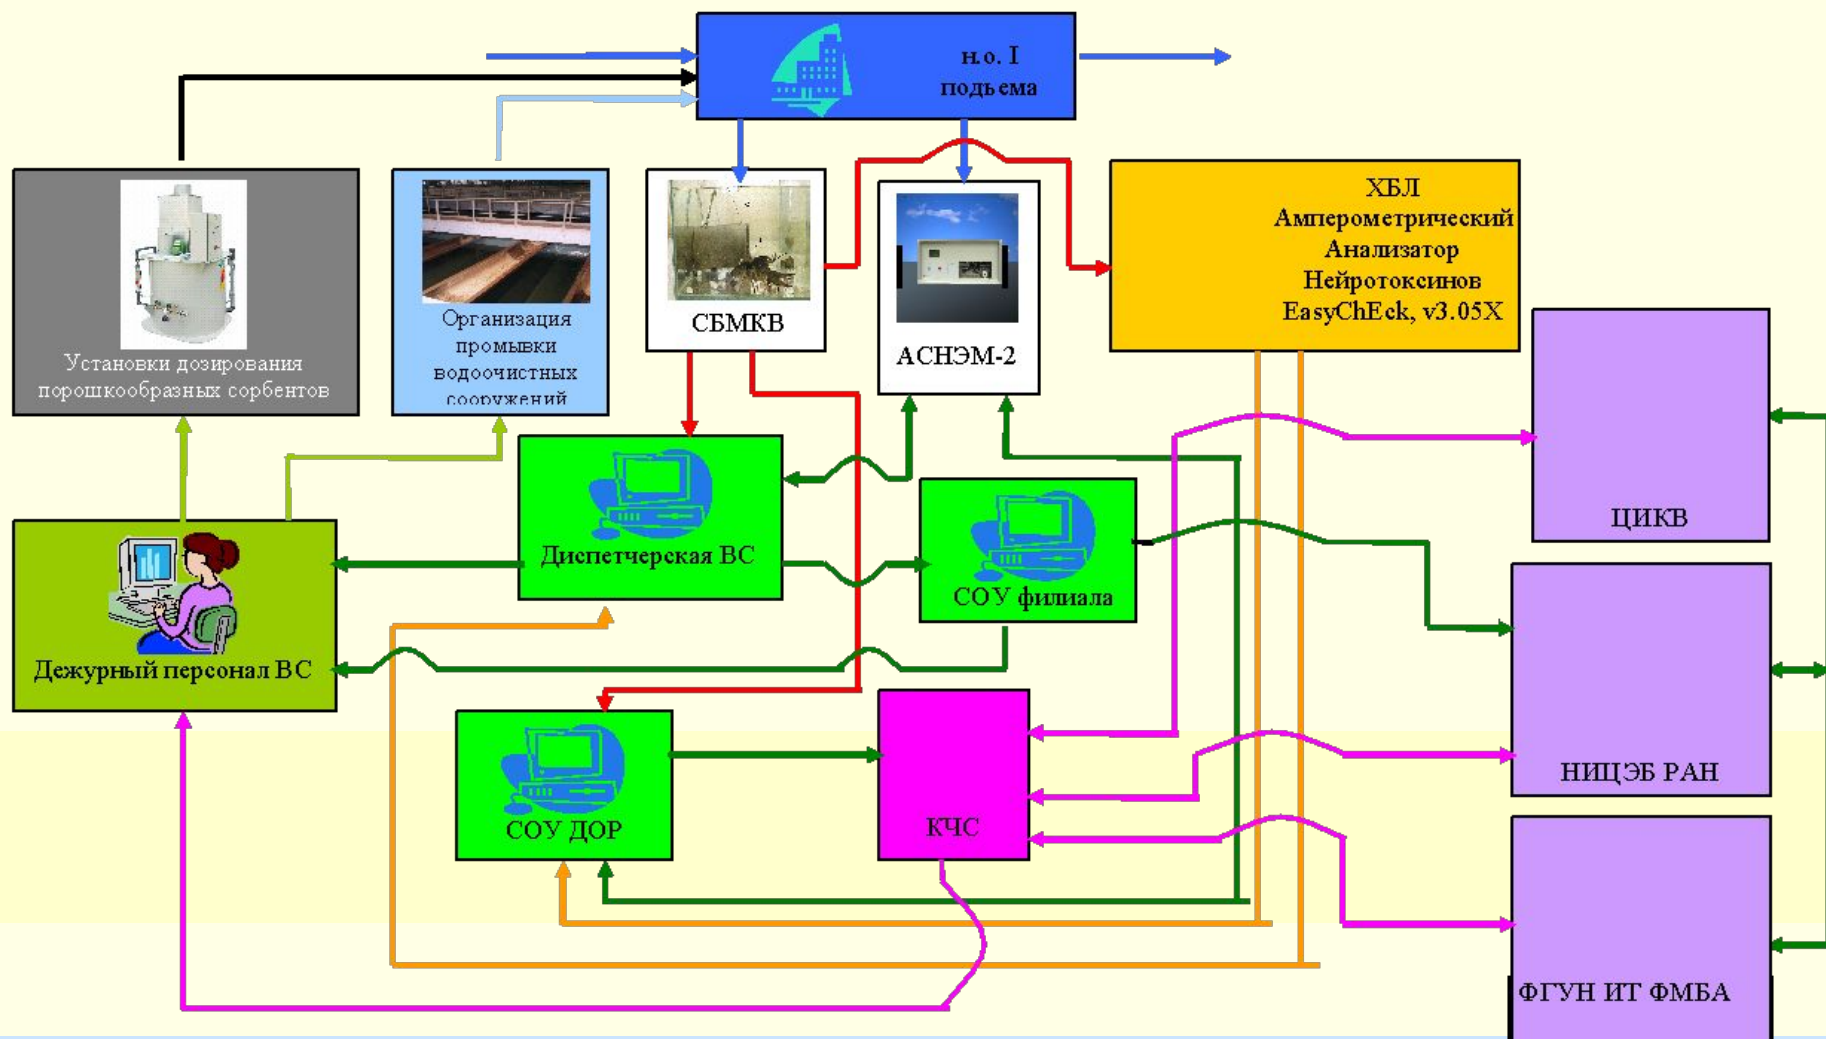 н.о. I
подьема
ХБЛ
Амперометрический
Анализатор
Нейротоксинов
EasyChEck, v3.05X
Установки дозирования
порошкообразных сорбентов
Организация
промывки
водоочистных
сооружений
СБМКВ
АСНЭМ-2
ЦИКВ
Диспетчерская ВС
СОУ филиала
Дежурный персонал ВС
НИЦЭБ РАН
СОУ ДОР
КЧС
ФГУН ИТ ФМБА